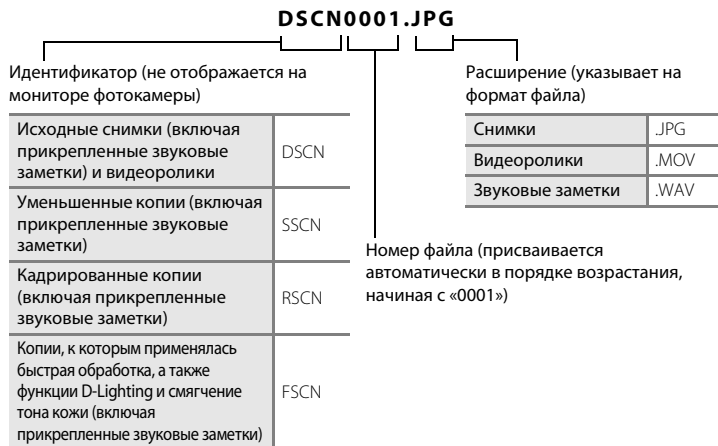 DSCN0001.JPG
Идентификатор (не отображается на
мониторе фотокамеры)
Исходные снимки (включая
прикрепленные звуковые
заметки) и видеоролики
DSCN
Уменьшенные копии (включая
прикрепленные звуковые
заметки)
SSCN
Кадрированные копии
(включая прикрепленные
звуковые заметки)
RSCN
Копии, к которым применялась
быстрая обработка, а также
функции D-Lighting и смягчение
тона кожи (включая
прикрепленные звуковые заметки)
FSCN
Номер файла (присваивается
автоматически в порядке возрастания,
начиная с «0001»)
Расширение (указывает на
формат файла)
Снимки .JPG
Видеоролики .MOV
Звуковые заметки .WAV